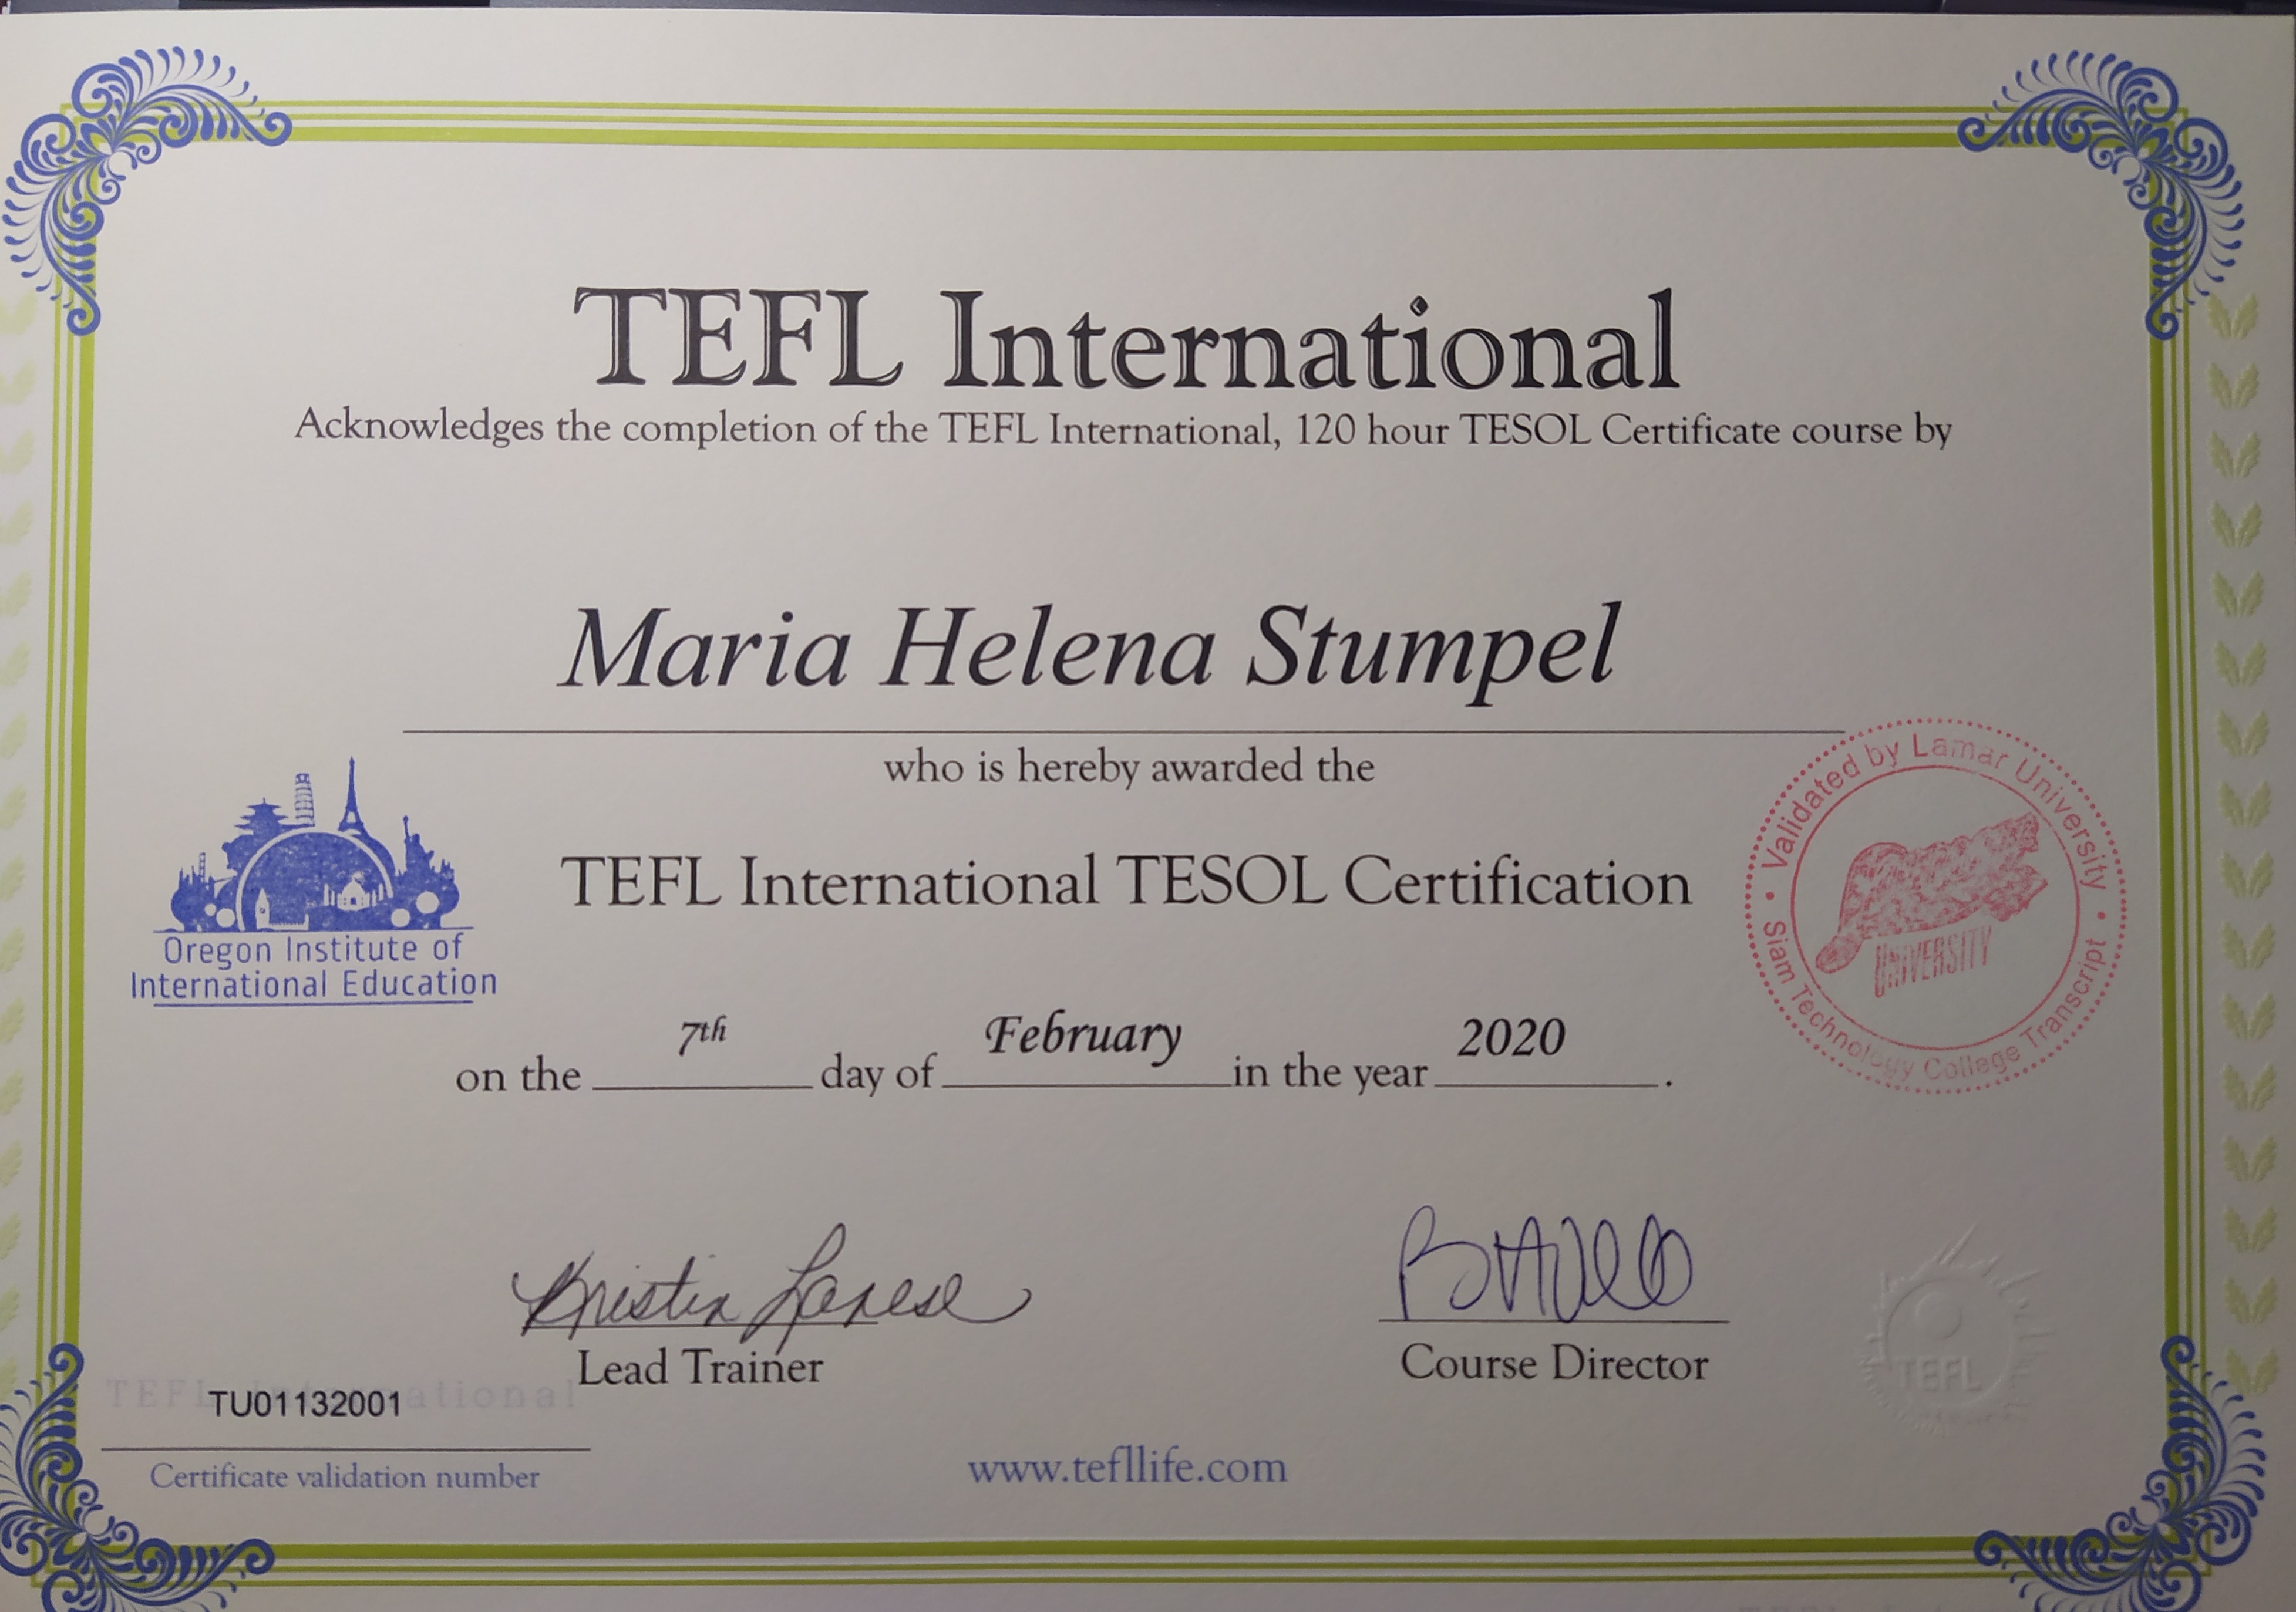 TEFL International
Acknowledges the completion of the TEFL International, 120 hour TESOL Certificate course by
Maria Helena Stumpel
who is hereby awarded the
TEFL International TESOL Certification
Oregon Institute of
International Education
Validated by Lamar University
Siam Technology College Transcript
UNIVERSITY
on the 7th day of February in the year 2020.
Kristin
Lead Trainer
Course Director
TEFL
TEFL International
TU01132001
Certificate validation number
www.tefllife.com